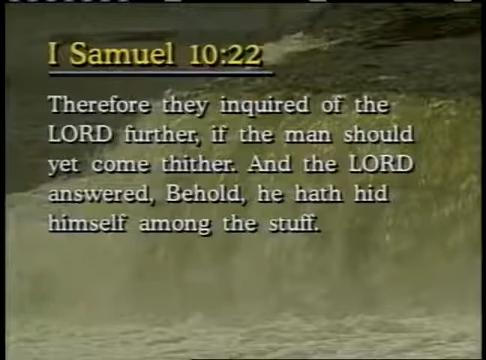 I Samuel 10:22
Therefore they inquired of the
LORD further, if the man should
yet come thither. And the LORD
answered, Behold, he hath hid
himself among the stuff.